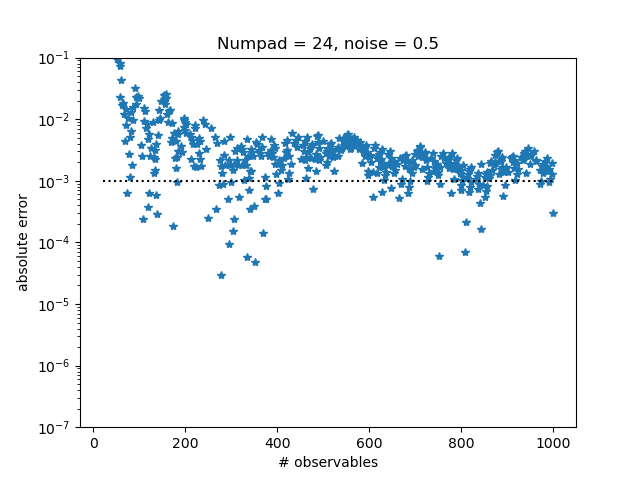 Numpad = 24, noise = 0.5
absolute error
10⁻¹
10⁻²
10⁻³
10⁻⁴
10⁻⁵
10⁻⁶
10⁻⁷
0 200 400 600 800 1000
# observables